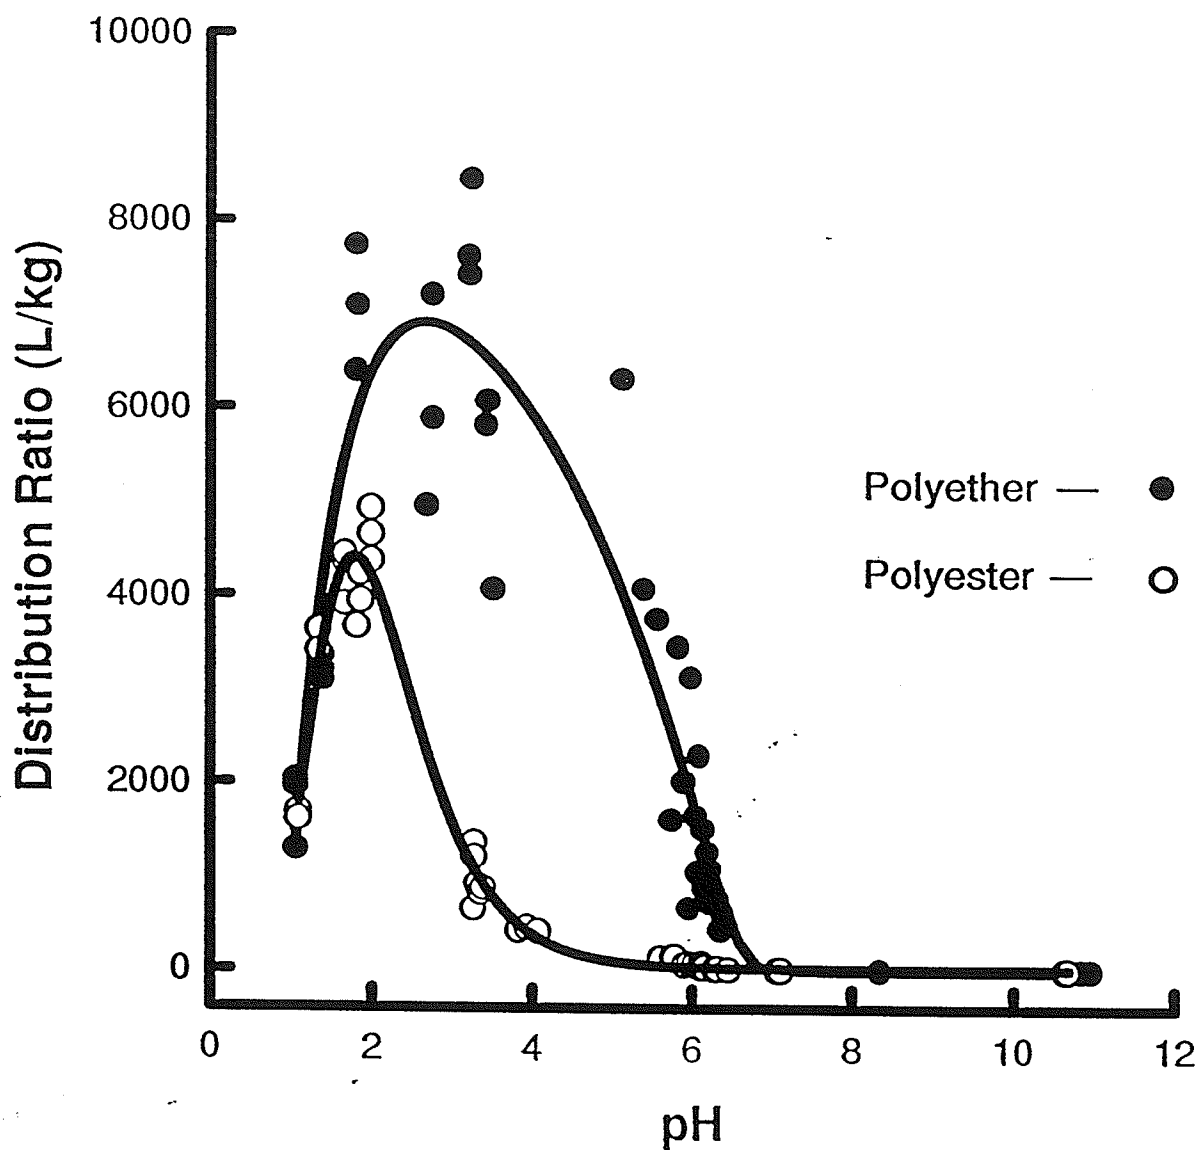 10000
8000
6000
4000
2000
0
Distribution Ratio (L/kg)
Polyether —
Polyester —
0 2 4 6 8 10 12
pH